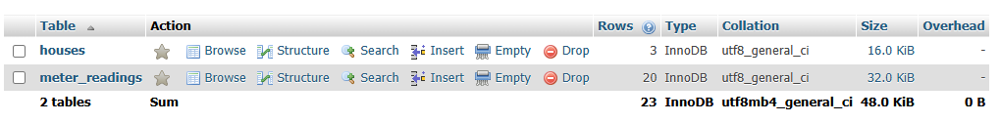 Table Action Rows Type Collation Size Overhead
houses Browse Structure Search Insert Empty Drop 3 InnoDB utf8_general_ci 16.0 KiB -
meter_readings Browse Structure Search Insert Empty Drop 20 InnoDB utf8_general_ci 32.0 KiB -
2 tables Sum 23 InnoDB utf8mb4_general_ci 48.0 KiB 0 B